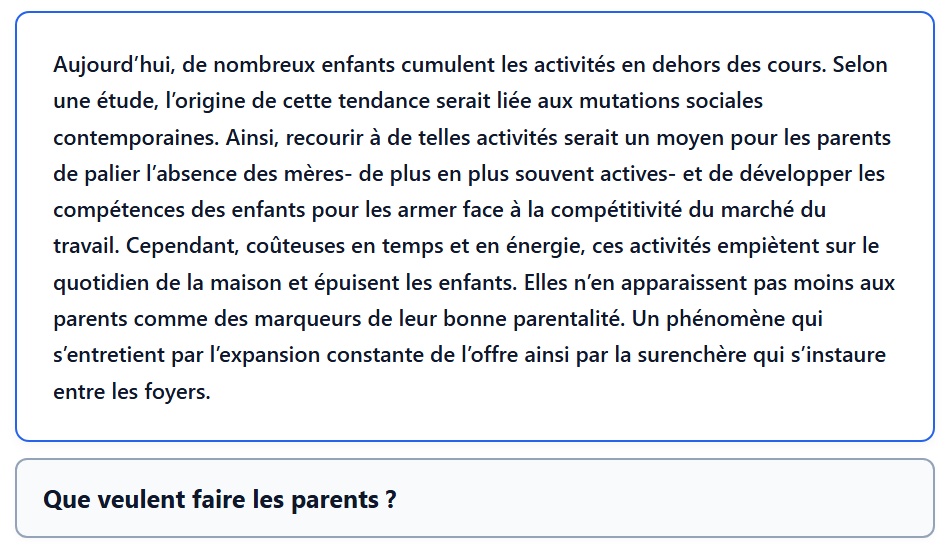 Aujourd’hui, de nombreux enfants cumulent les activités en dehors des cours. Selon
une étude, l’origine de cette tendance serait liée aux mutations sociales
contemporaines. Ainsi, recourir à de telles activités serait un moyen pour les parents
de palier l’absence des mères- de plus en plus souvent actives- et de développer les
compétences des enfants pour les armer face à la compétitivité du marché du
travail. Cependant, coûteuses en temps et en énergie, ces activités empiètent sur le
quotidien de la maison et épuisent les enfants. Elles n’en apparaissent pas moins aux
parents comme des marqueurs de leur bonne parentalité. Un phénomène qui
s’entretient par l’expansion constante de l’offre ainsi par la surenchère qui s’instaure
entre les foyers.
Que veulent faire les parents ?